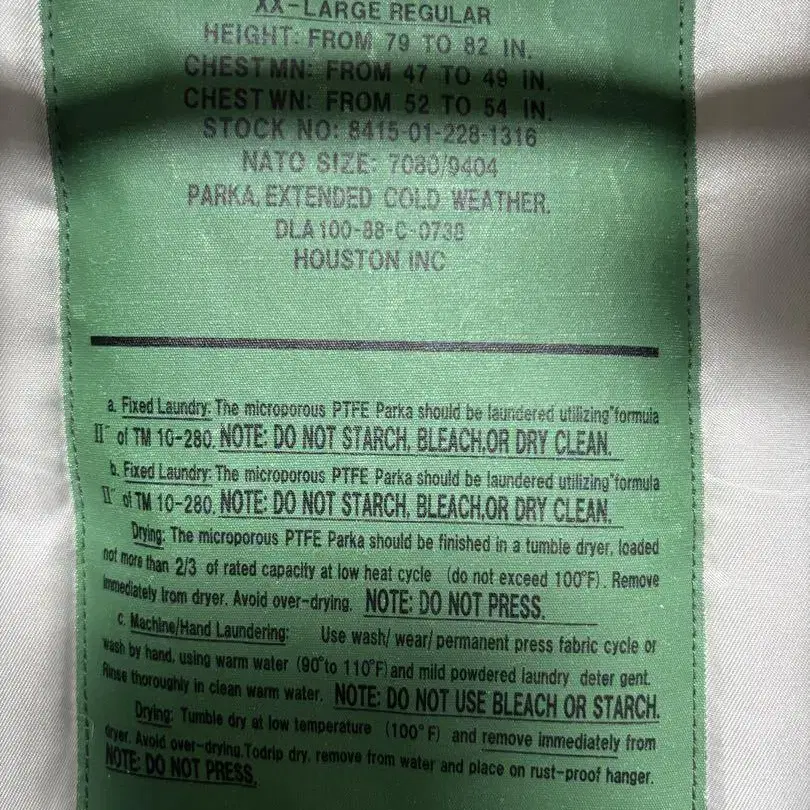 XX-LARGE REGULAR
HEIGHT: FROM 79 TO 82 IN.
CHEST MN: FROM 47 TO 49 IN.
CHEST WN: FROM 52 TO 54 IN.
STOCK NO: 8415-01-228-1316
NATO SIZE: 7080/9404
PARKA, EXTENDED COLD WEATHER.
DLA 100-88-C-0738
HOUSTON INC
a. Fixed Laundry: The microporous PTFE Parka should be laundered utilizing"formula
II" of TM 10-280. NOTE: DO NOT STARCH, BLEACH,OR DRY CLEAN.
b. Fixed Laundry: The microporous PTFE Parka should be laundered utilizing"formula
II" of TM 10-280. NOTE: DO NOT STARCH, BLEACH,OR DRY CLEAN.
Drying: The microporous PTFE Parka should be finished in a tumble dryer, loaded
not more than 2/3 of rated capacity at low heat cycle (do not exceed 100°F). Remove
immediately from dryer. Avoid over-drying. NOTE: DO NOT PRESS.
c. Machine/Hand Laundering: Use wash/ wear/ permanent press fabric cycle or
wash by hand, using warm water (90°to 110°F) and mild powdered laundry deter gent.
Rinse thoroughly in clean warm water. NOTE: DO NOT USE BLEACH OR STARCH.
Drying: Tumble dry at low temperature (100°F) and remove immediately from
dryer. Avoid over-drying.Todrip dry, remove from water and place on rust-proof hanger.
NOTE: DO NOT PRESS.